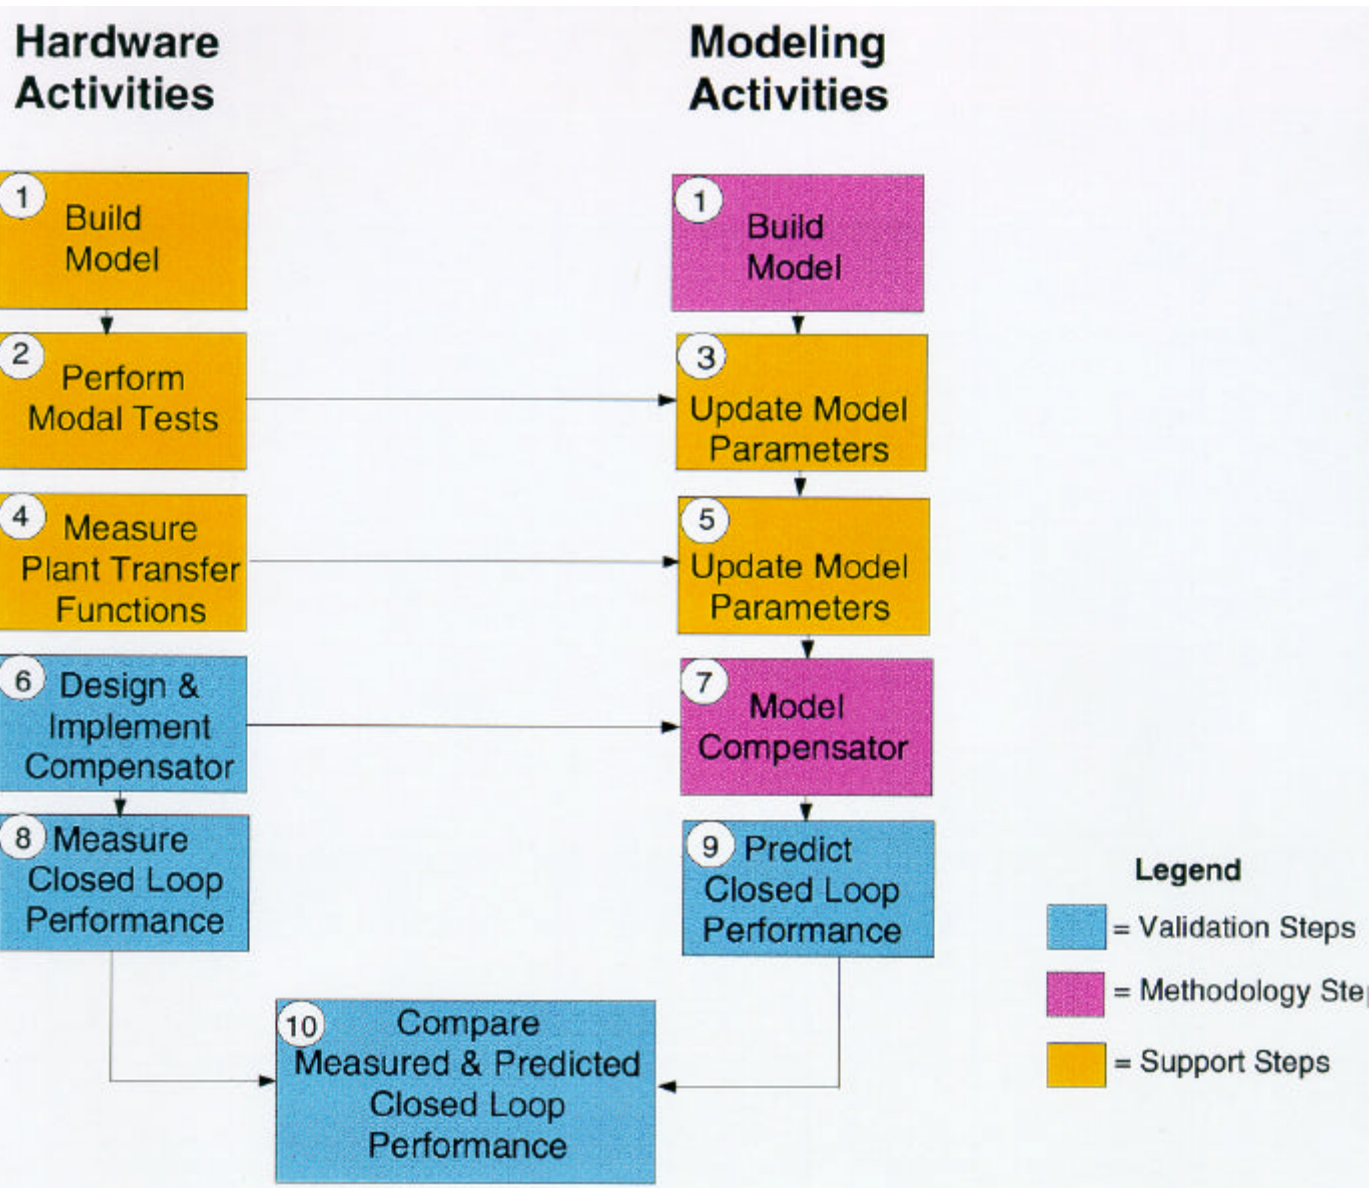 Hardware
Activities
Modeling
Activities
1
Build
Model
1
Build
Model
2
Perform
Modal Tests
3
Update Model
Parameters
4
Measure
Plant Transfer
Functions
5
Update Model
Parameters
6
Design &
Implement
Compensator
7
Model
Compensator
8
Measure
Closed Loop
Performance
9
Predict
Closed Loop
Performance
10
Compare
Measured & Predicted
Closed Loop
Performance
Legend
= Validation Steps
= Methodology
= Support Steps